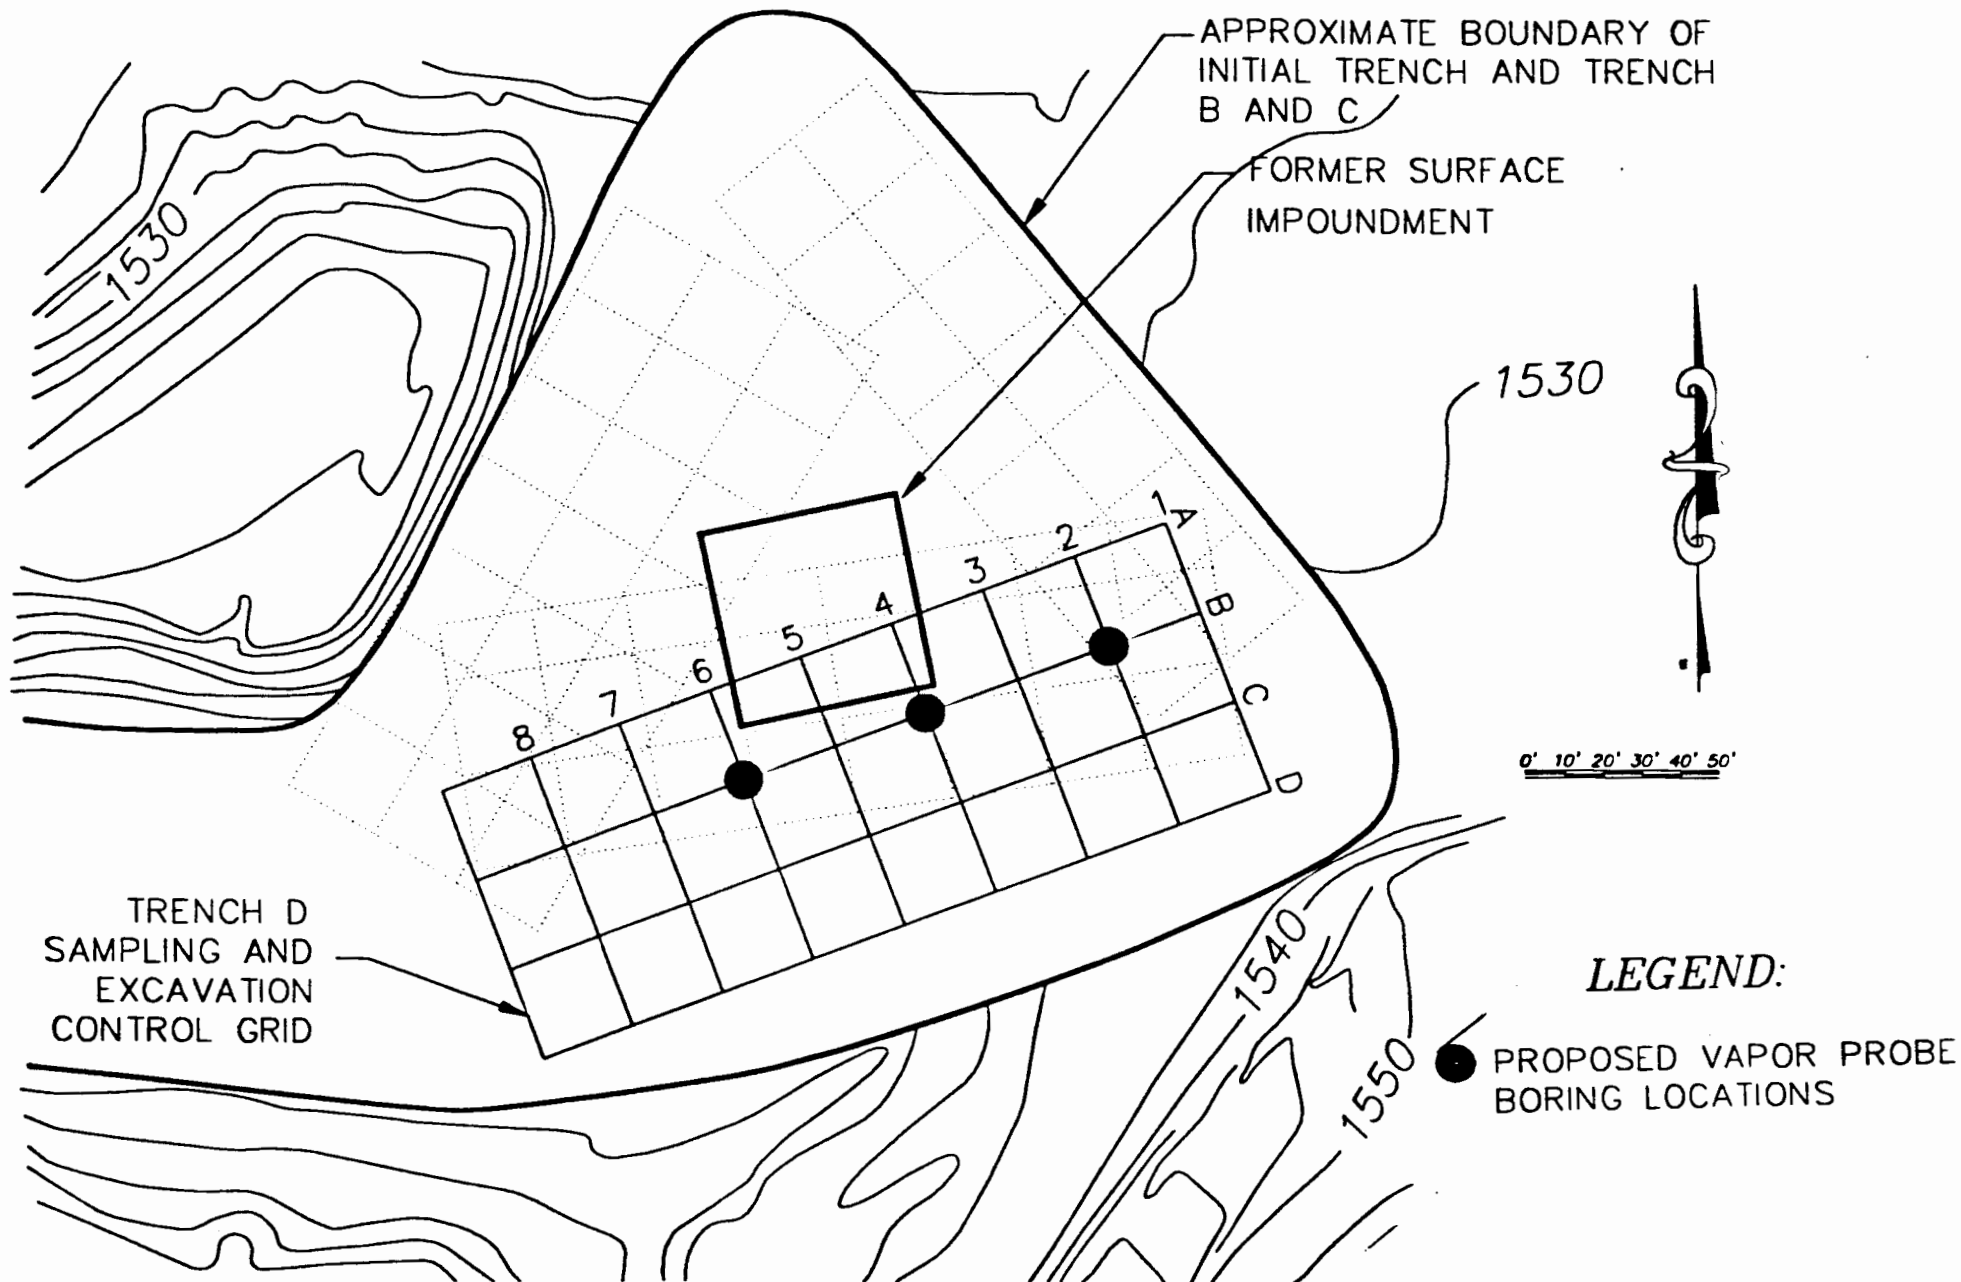 APPROXIMATE BOUNDARY OF
INITIAL TRENCH AND TRENCH
B AND C
FORMER SURFACE
IMPOUNDMENT
1530
1530
1
A
2
3
B
4
5
6
C
7
8
D
0' 10' 20' 30' 40' 50'
TRENCH D
SAMPLING AND
EXCAVATION
CONTROL GRID
1540
1550
LEGEND:
PROPOSED VAPOR PROBE
BORING LOCATIONS